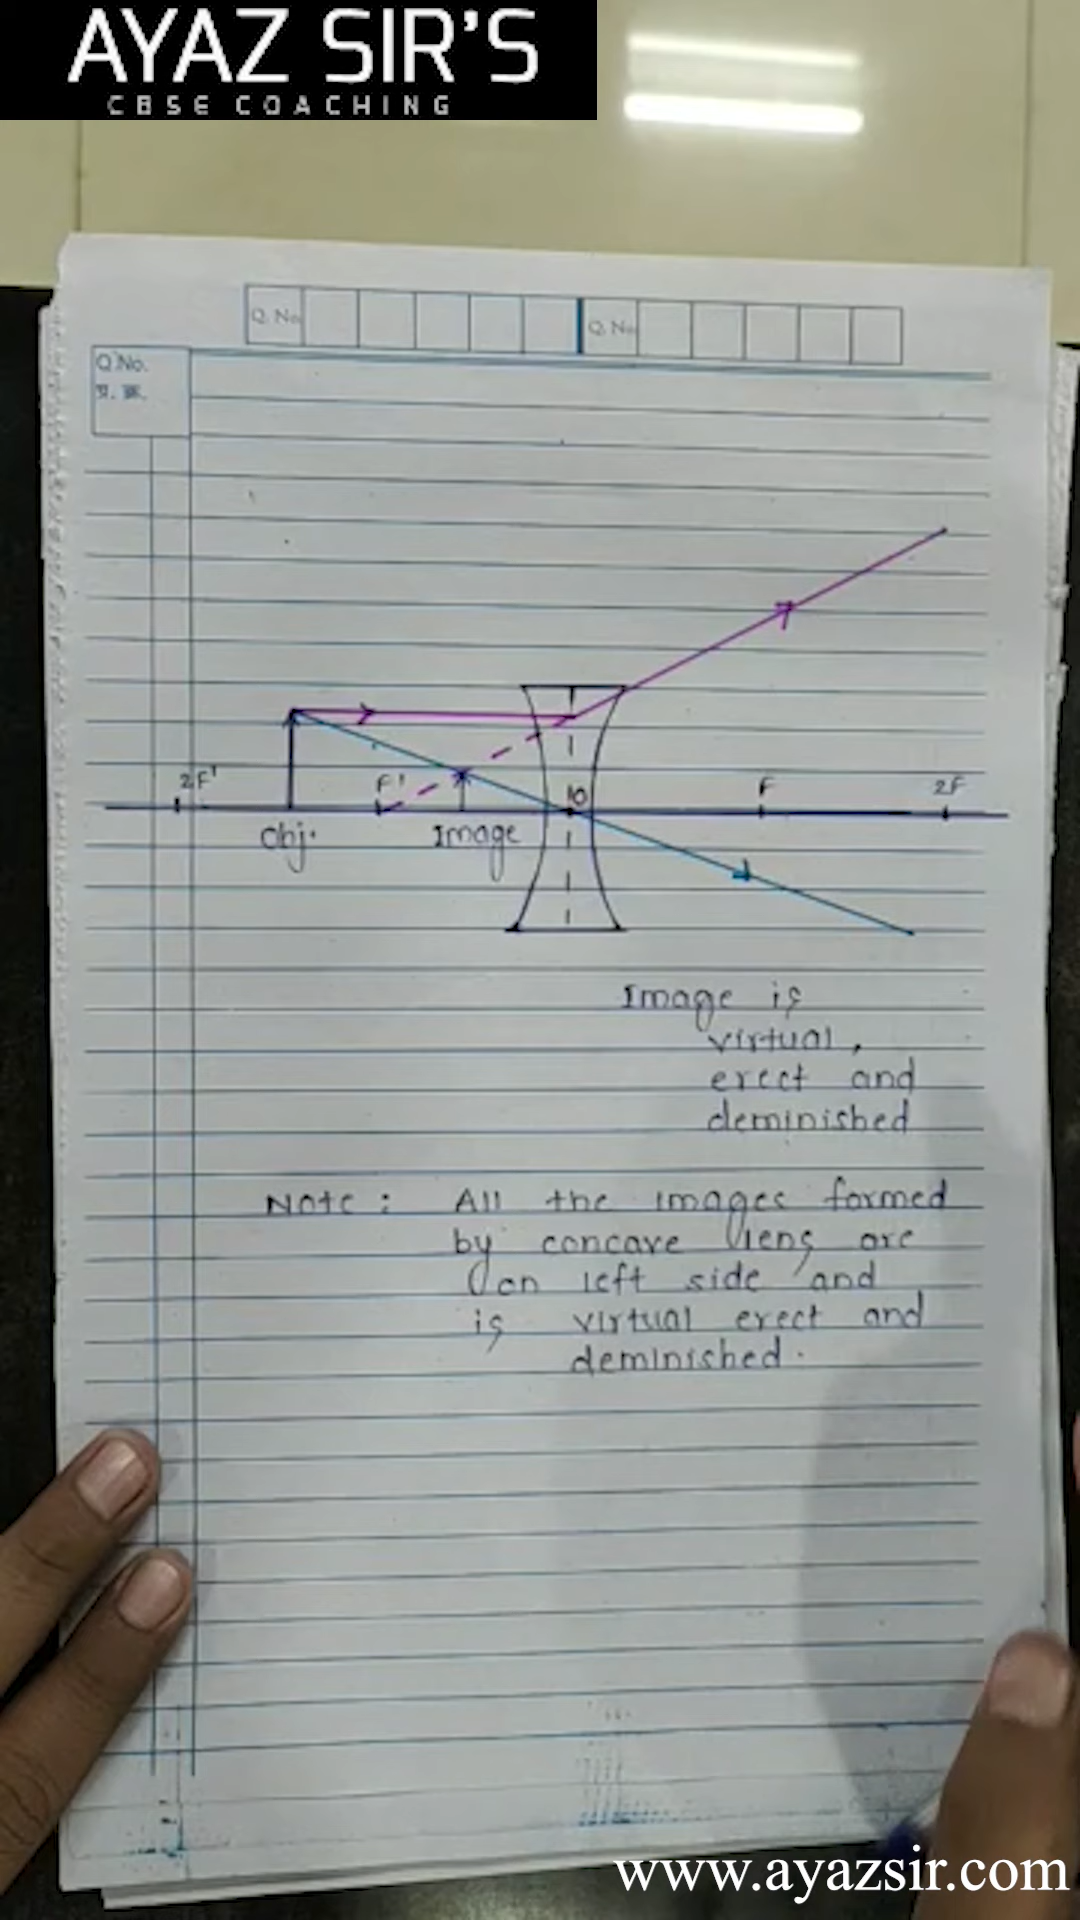 AYAZ SIR'S
CBSE COACHING
Q. No. Q. No.
Q.No.
प्र. क्र.
2F' F' O F 2F
Obj. Image
Image is
virtual,
erect and
deminished
Note: All the images formed
by concave liens are
on left side and
is virtual erect and
deminished.
www.ayazsir.com